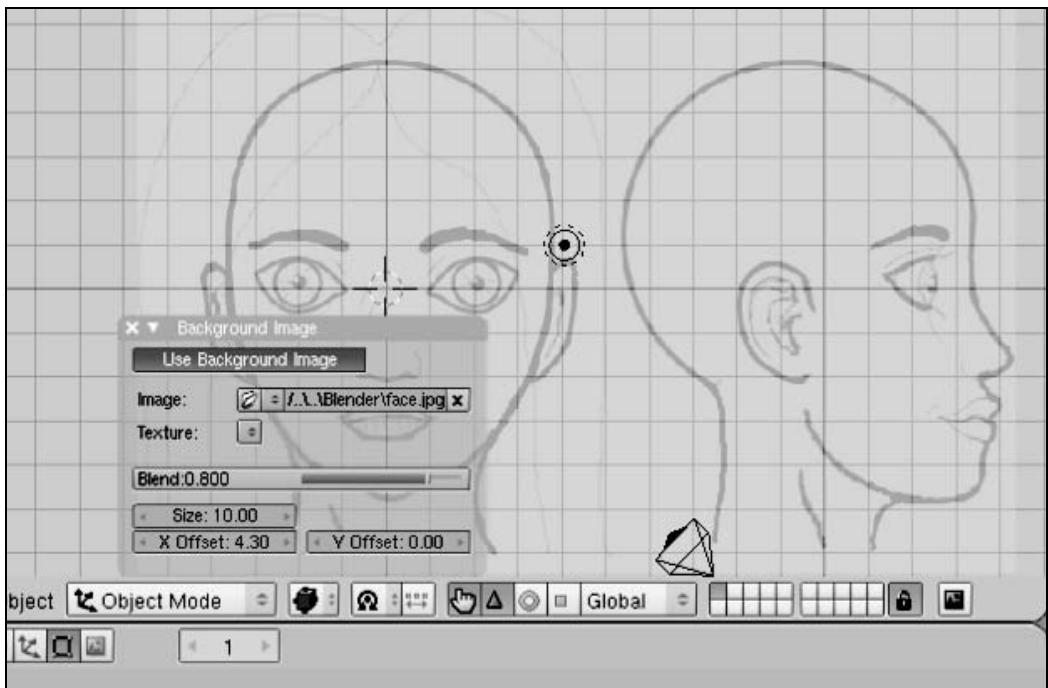 Background Image
Use Background Image
Image: /..\..\Blender\face.jpg
Texture:
Blend:0.800
Size: 10.00
X Offset: 4.30 Y Offset: 0.00
bject Object Mode Global
1